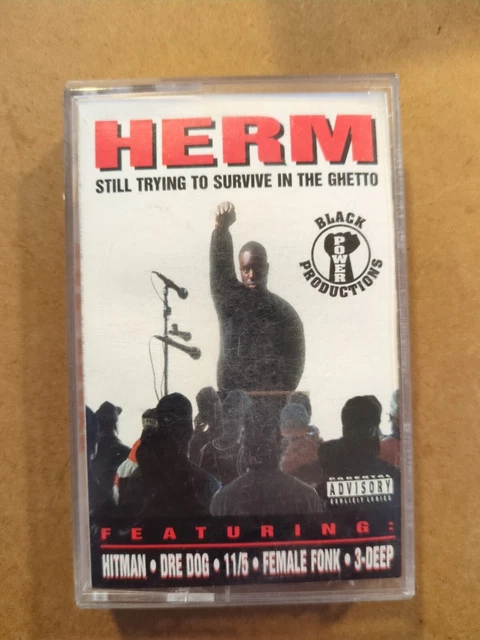 HERM
STILL TRYING TO SURVIVE IN THE GHETTO
BLACK
POWER
PRODUCTIONS
PARENTAL
ADVISORY
EXPLICIT LYRICS
FEATURING:
HITMAN • DRE DOG • 11/5 • FEMALE FONK • 3-DEEP